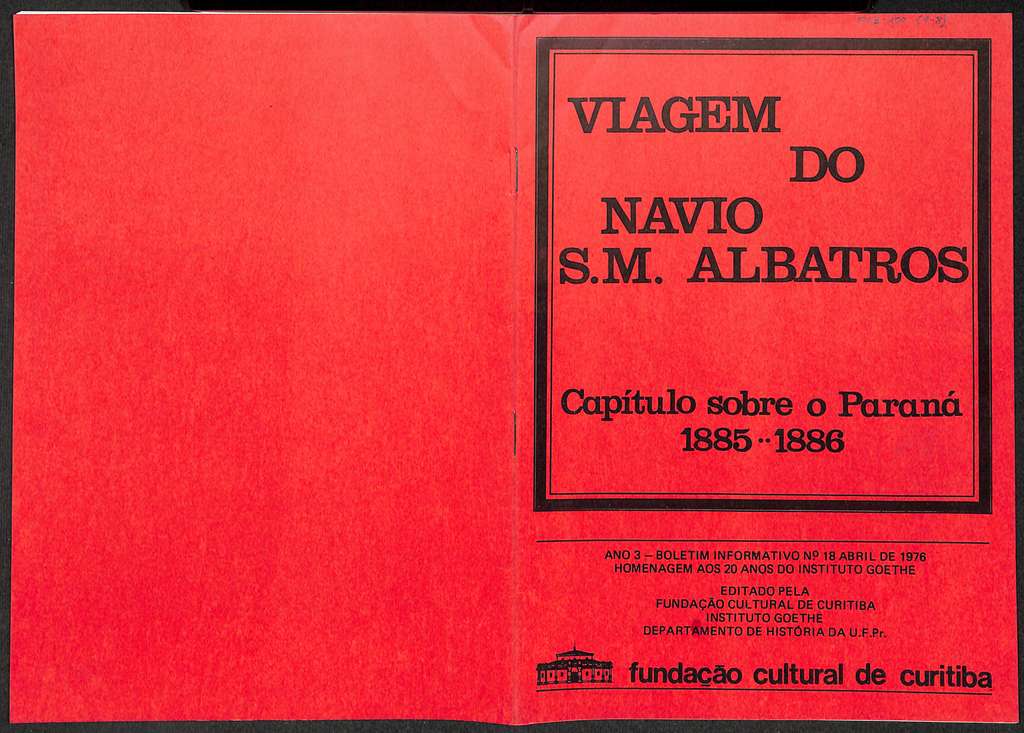 VIAGEM
DO
NAVIO
S.M. ALBATROS
Capítulo sobre o Paraná
1885--1886
ANO 3 – BOLETIM INFORMATIVO Nº 18 ABRIL DE 1976
HOMENAGEM AOS 20 ANOS DO INSTITUTO GOETHE
EDITADO PELA
FUNDAÇÃO CULTURAL DE CURITIBA
INSTITUTO GOETHE
DEPARTAMENTO DE HISTÓRIA DA U.F.Pr.
fundação cultural de curitiba